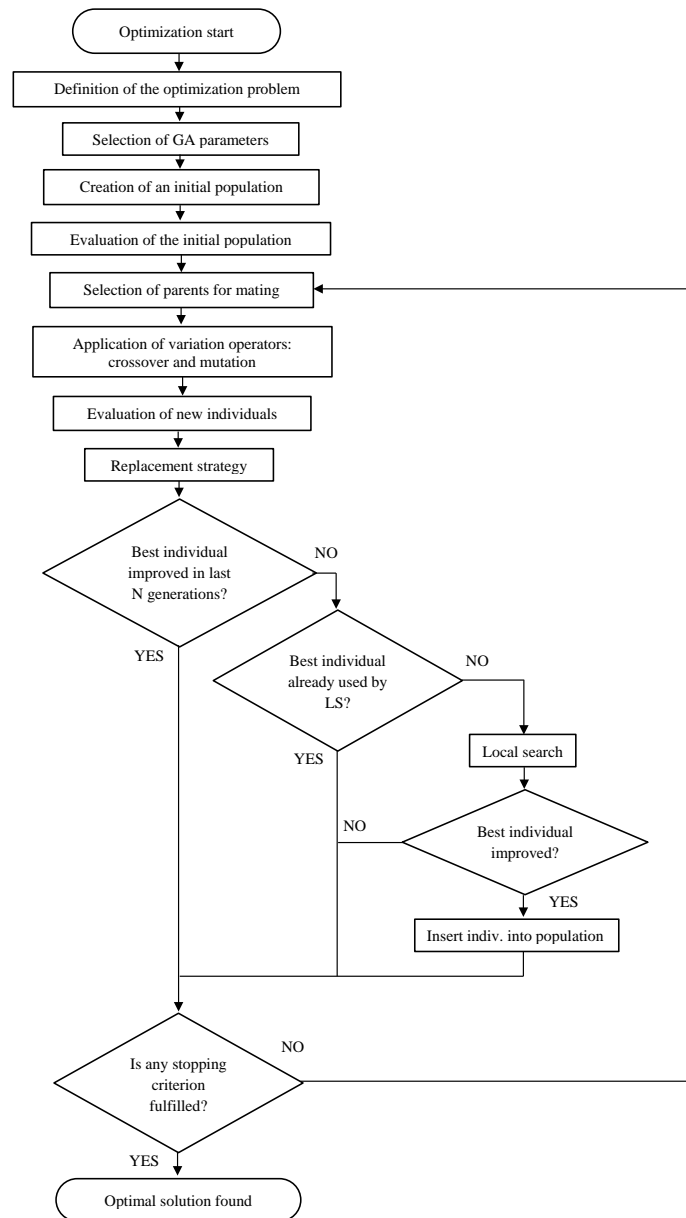 Optimization start
Definition of the optimization problem
Selection of GA parameters
Creation of an initial population
Evaluation of the initial population
Selection of parents for mating
Application of variation operators:
crossover and mutation
Evaluation of new individuals
Replacement strategy
Best individual
improved in last
N generations?
NO
YES
Best individual
already used by
LS?
NO
YES
Local search
NO
Best individual
improved?
YES
Insert indiv. into population
Is any stopping
criterion
fulfilled?
NO
YES
Optimal solution found